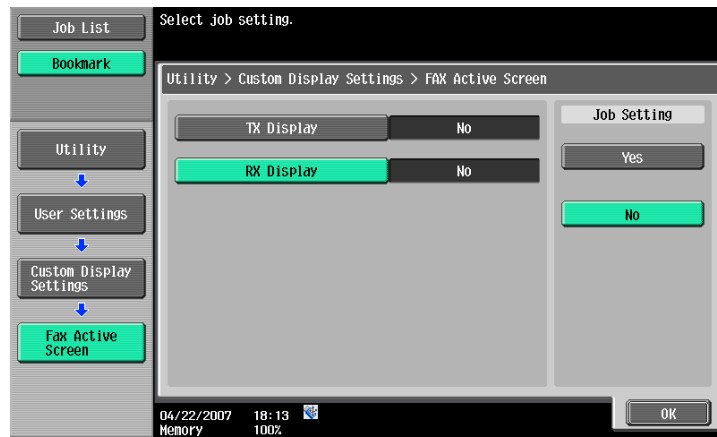 Job List
Bookmark
Utility
User Settings
Custom Display
Settings
Fax Active
Screen
Select job setting.
Utility > Custom Display Settings > FAX Active Screen
TX Display No
RX Display No
Job Setting
Yes
No
04/22/2007 18:13
Memory 100%
OK